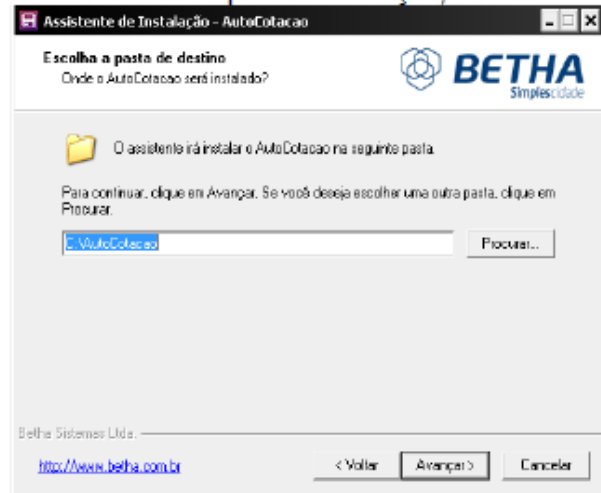 Assistente de Instalação - AutoCotacao
Escolha a pasta de destino
Onde o AutoCotacao será instalado?
BETHA
Simplescidade
O assistente irá instalar o AutoCotacao na seguinte pasta.
Para continuar, clique em Avançar. Se você deseja escolher uma outra pasta, clique em
Procurar.
C:\AutoCotacao
Procurar...
Betha Sistemas Ltda.
http://www.betha.com.br
< Voltar
Avançar >
Cancelar